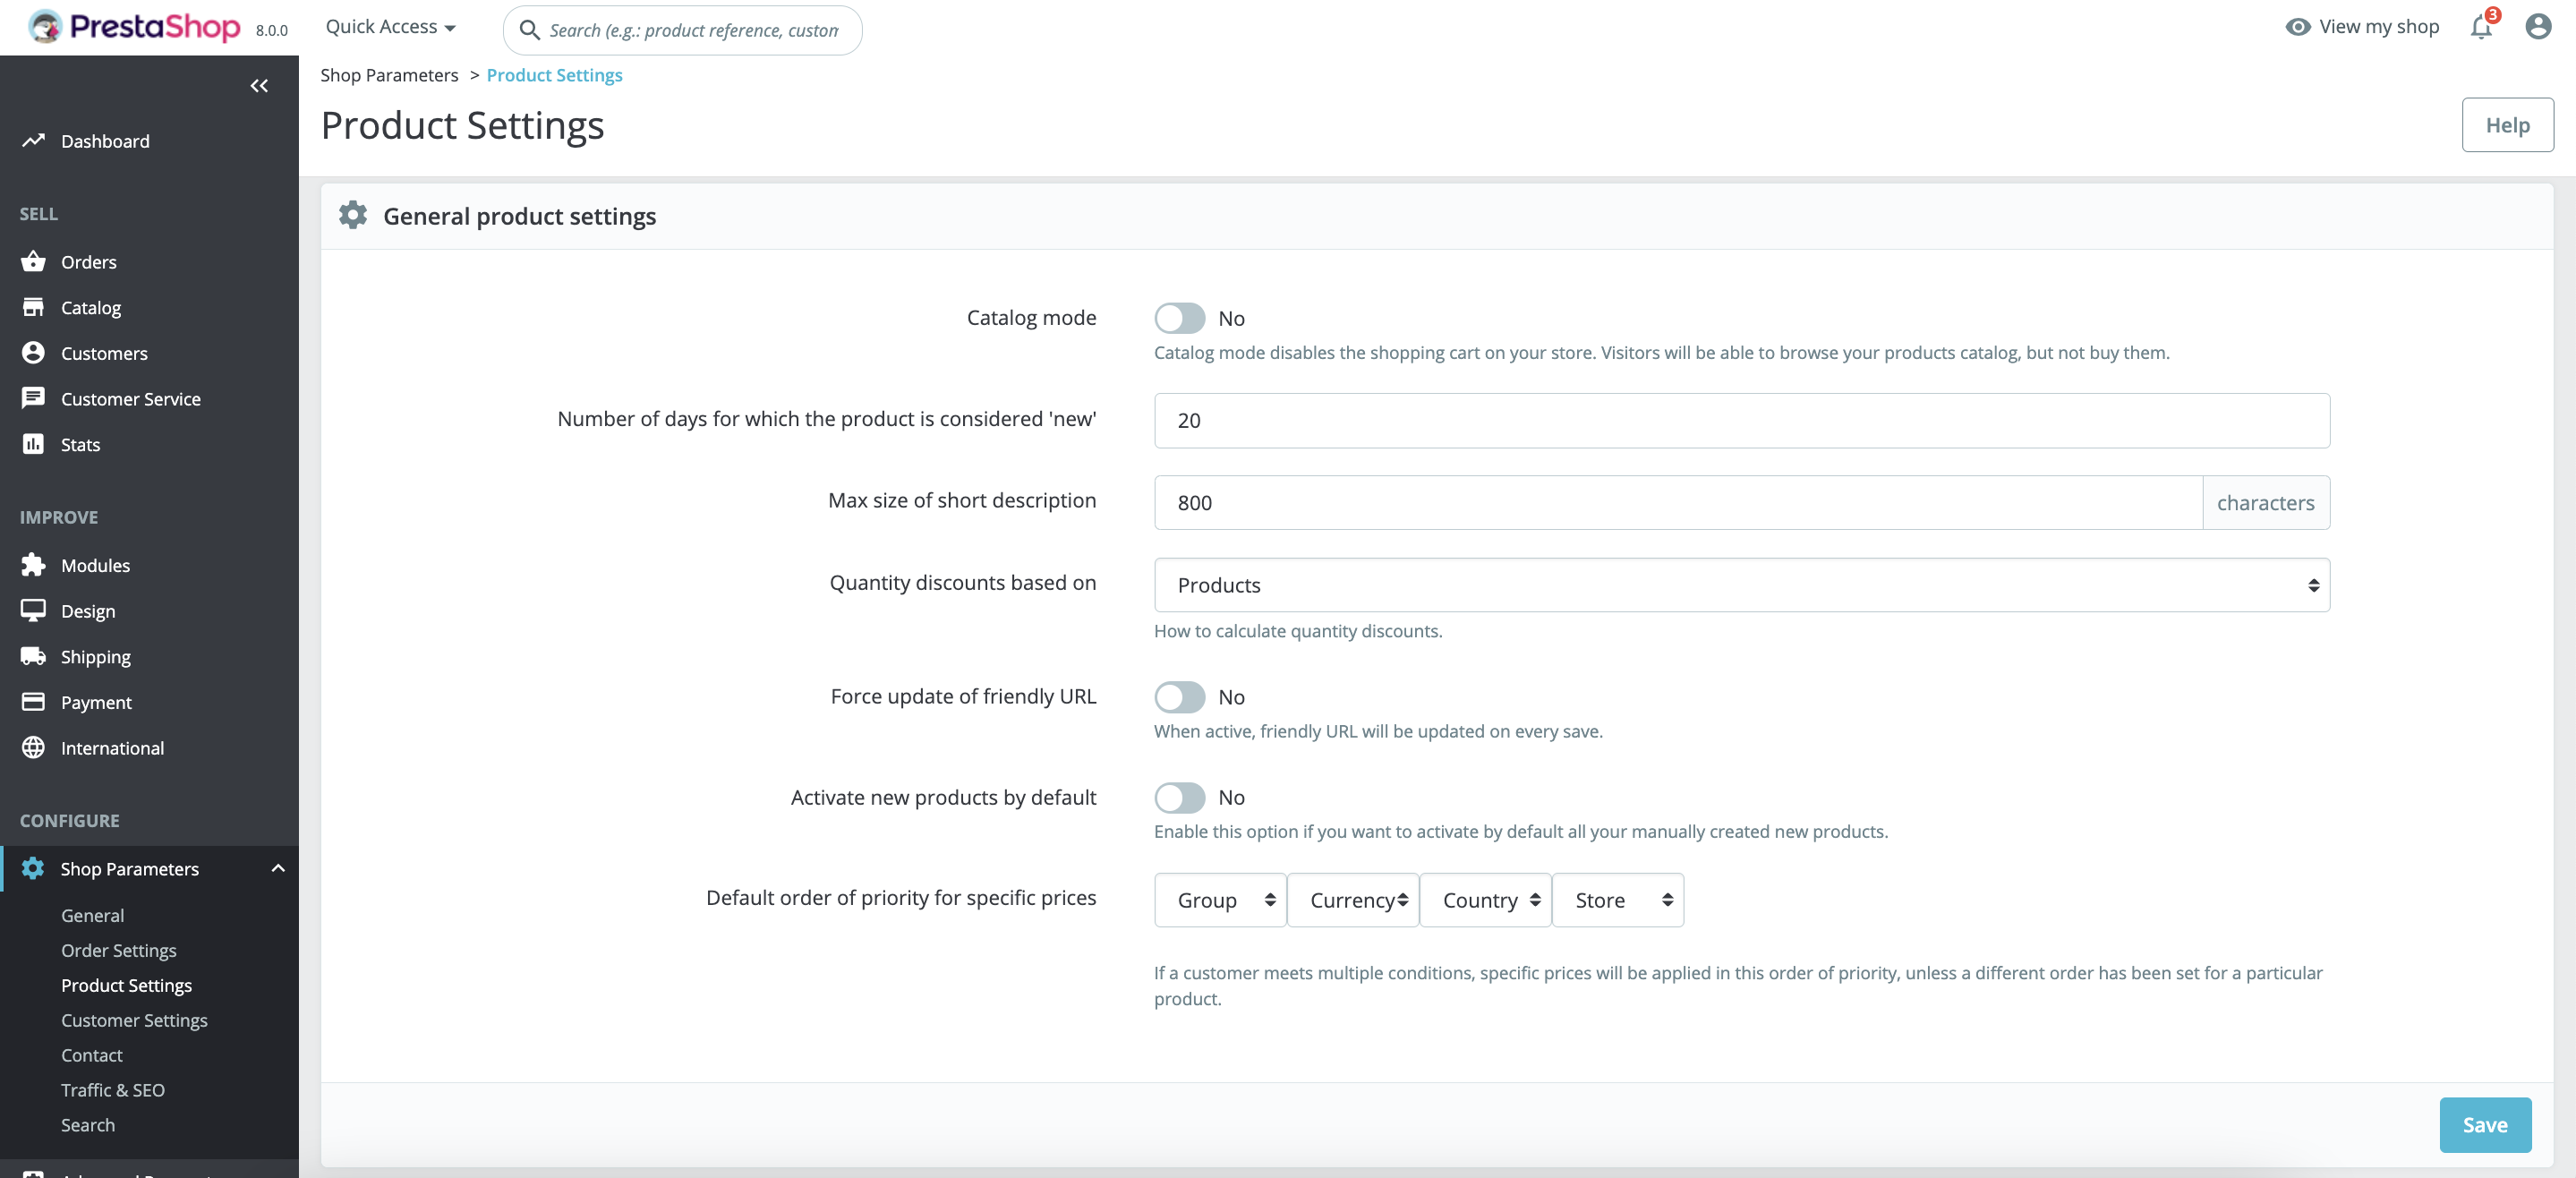 PrestaShop 8.0.0
Quick Access
Search (e.g.: product reference, custom
View my shop
3
Shop Parameters > Product Settings
Product Settings
Help
Dashboard
SELL
Orders
Catalog
Customers
Customer Service
Stats
IMPROVE
Modules
Design
Shipping
Payment
International
CONFIGURE
Shop Parameters
General
Order Settings
Product Settings
Customer Settings
Contact
Traffic & SEO
Search
General product settings
Catalog mode
No
Catalog mode disables the shopping cart on your store. Visitors will be able to browse your products catalog, but not buy them.
Number of days for which the product is considered 'new'
20
Max size of short description
800
characters
Quantity discounts based on
Products
How to calculate quantity discounts.
Force update of friendly URL
No
When active, friendly URL will be updated on every save.
Activate new products by default
No
Enable this option if you want to activate by default all your manually created new products.
Default order of priority for specific prices
Group
Currency
Country
Store
If a customer meets multiple conditions, specific prices will be applied in this order of priority, unless a different order has been set for a particular
product.
Save